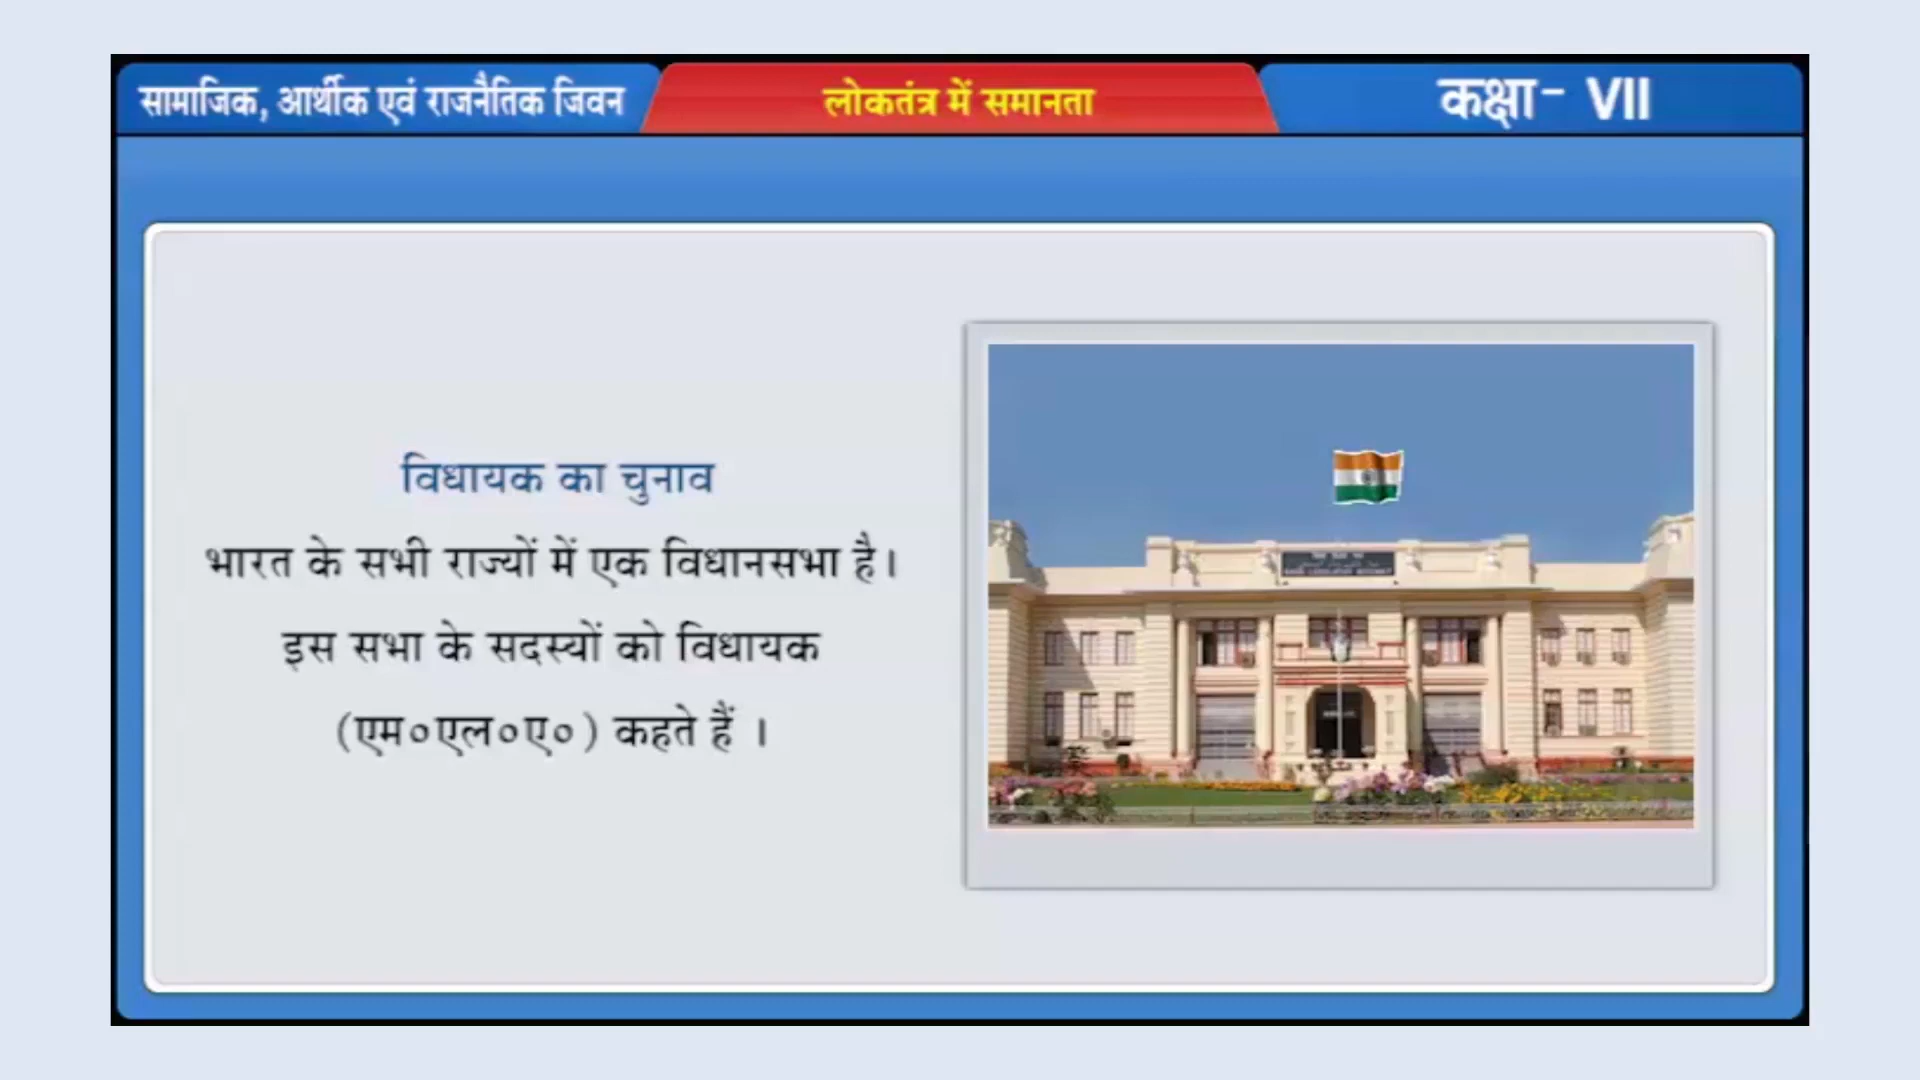 सामाजिक, आर्थीक एवं राजनैतिक जिवन
लोकतंत्र में समानता
कक्षा- VII
विधायक का चुनाव
भारत के सभी राज्यों में एक विधानसभा है।
इस सभा के सदस्यों को विधायक
(एम०एल०ए०) कहते हैं ।